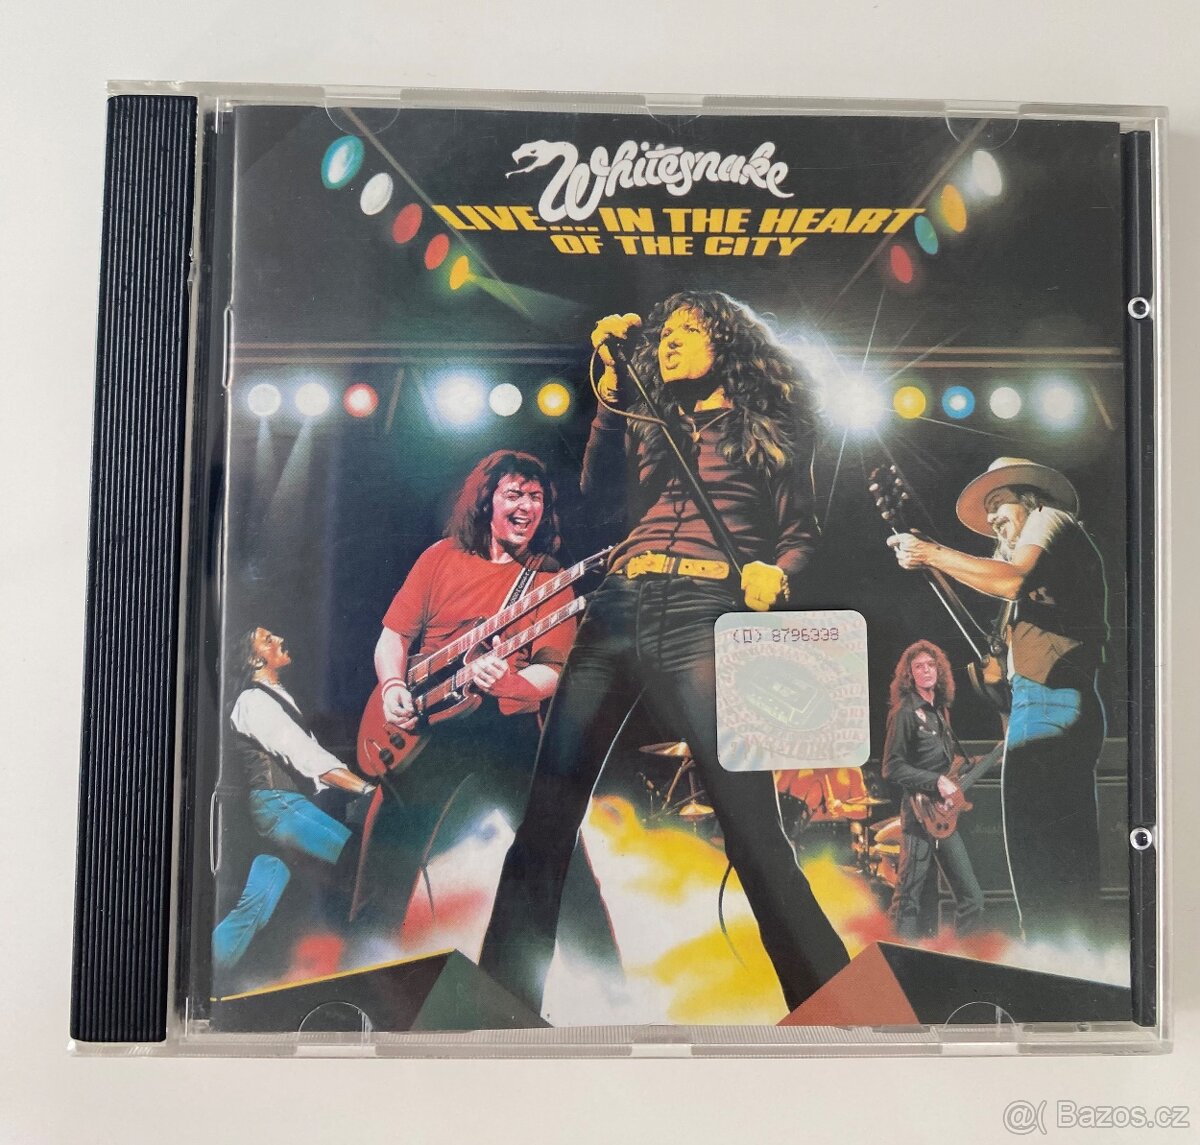 Whitesnake
LIVE.... IN THE HEART
OF THE CITY
(D) 8796338
@( Bazos.cz